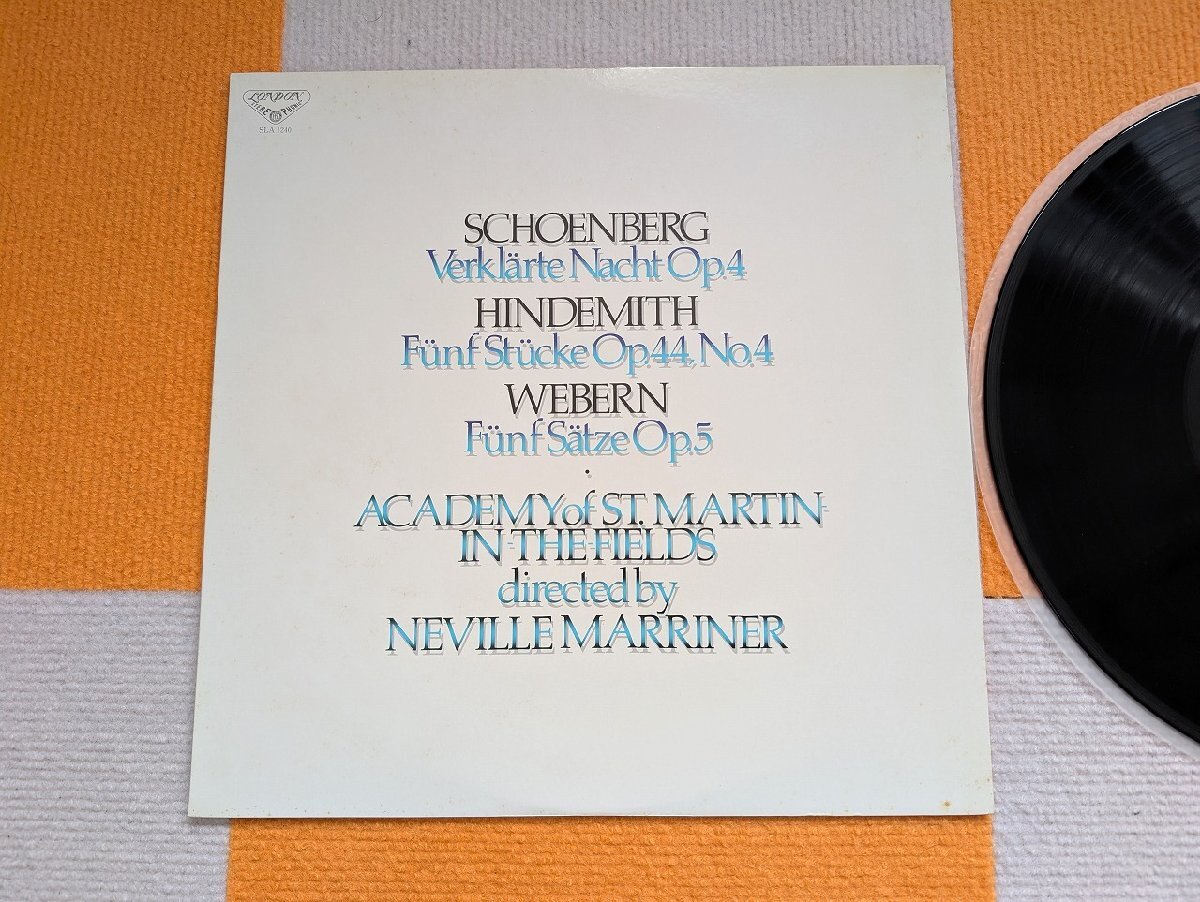 LONDON
SLA 1240
SCHOENBERG
Verklärte Nacht Op.4
HINDEMITH
Fünf Stücke Op.44, No.4
WEBERN
Fünf Sätze Op.5
ACADEMY of ST. MARTIN-
IN-THE-FIELDS
directed by
NEVILLE MARRINER